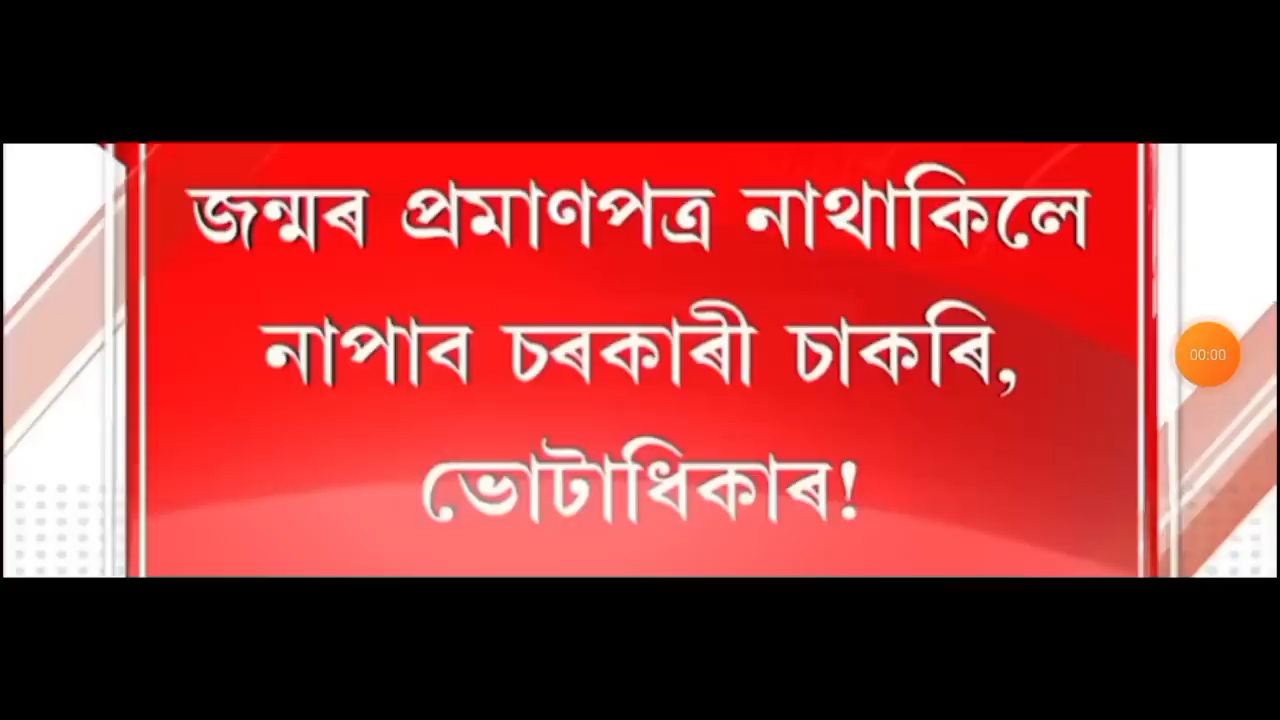 জন্মৰ প্ৰমাণপত্ৰ নাথাকিলে
নাপাব চৰকাৰী চাকৰি,
ভোটাধিকাৰ!
00:00